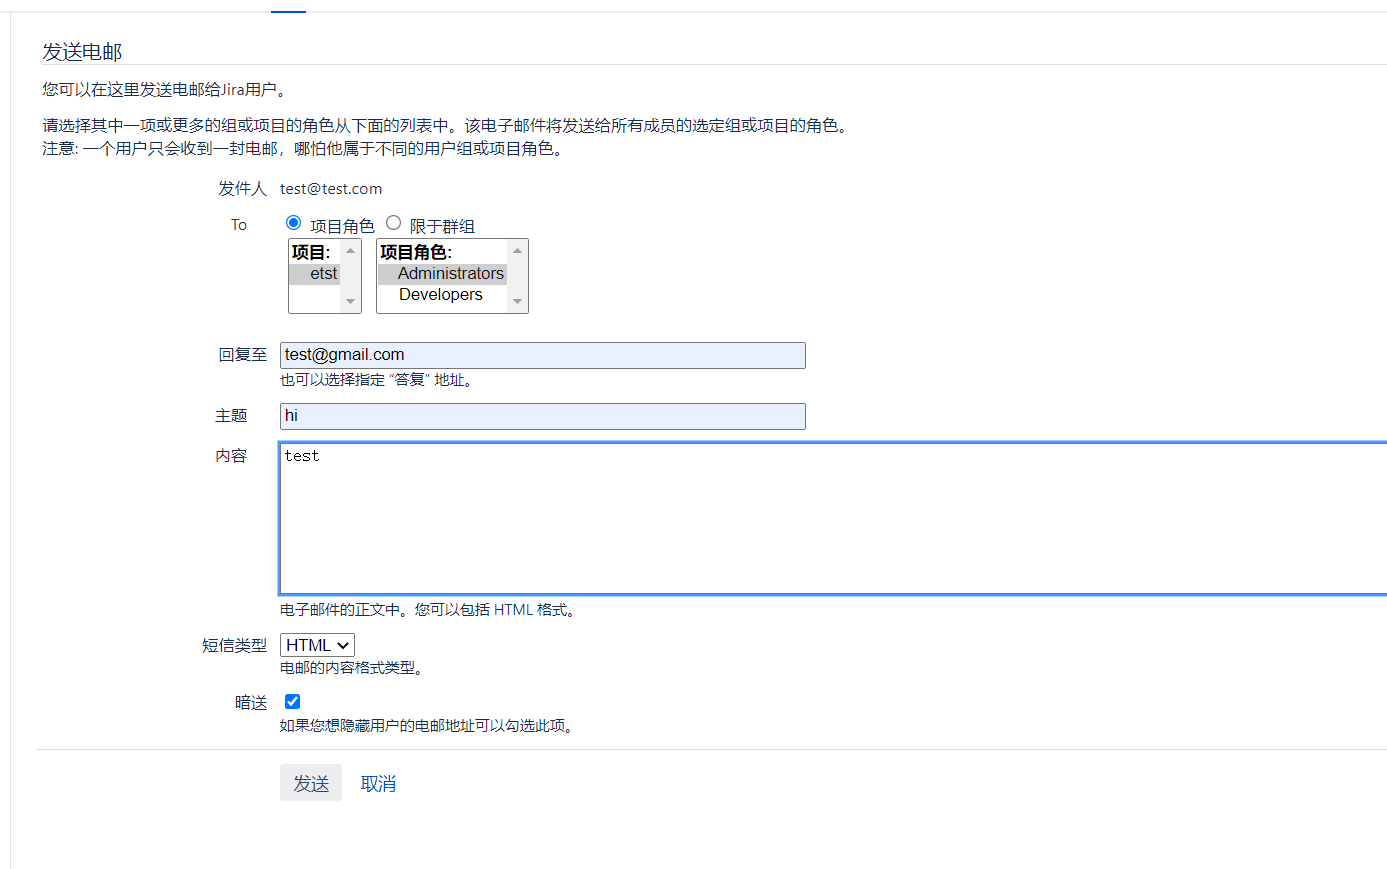 发送电邮
您可以在这里发送电邮给Jira用户。
请选择其中一项或更多的组或项目的角色从下面的列表中。该电子邮件将发送给所有成员的选定组或项目的角色。
注意: 一个用户只会收到一封电邮，哪怕他属于不同的用户组或项目角色。
发件人 test@test.com
To 项目角色 限于群组
项目: 项目角色:
etst Administrators
Developers
回复至 test@gmail.com
也可以选择指定 “答复” 地址。
主题 hi
内容 test
电子邮件的正文中。您可以包括 HTML 格式。
短信类型 HTML
电邮的内容格式类型。
暗送
如果您想隐藏用户的电邮地址可以勾选此项。
发送 取消